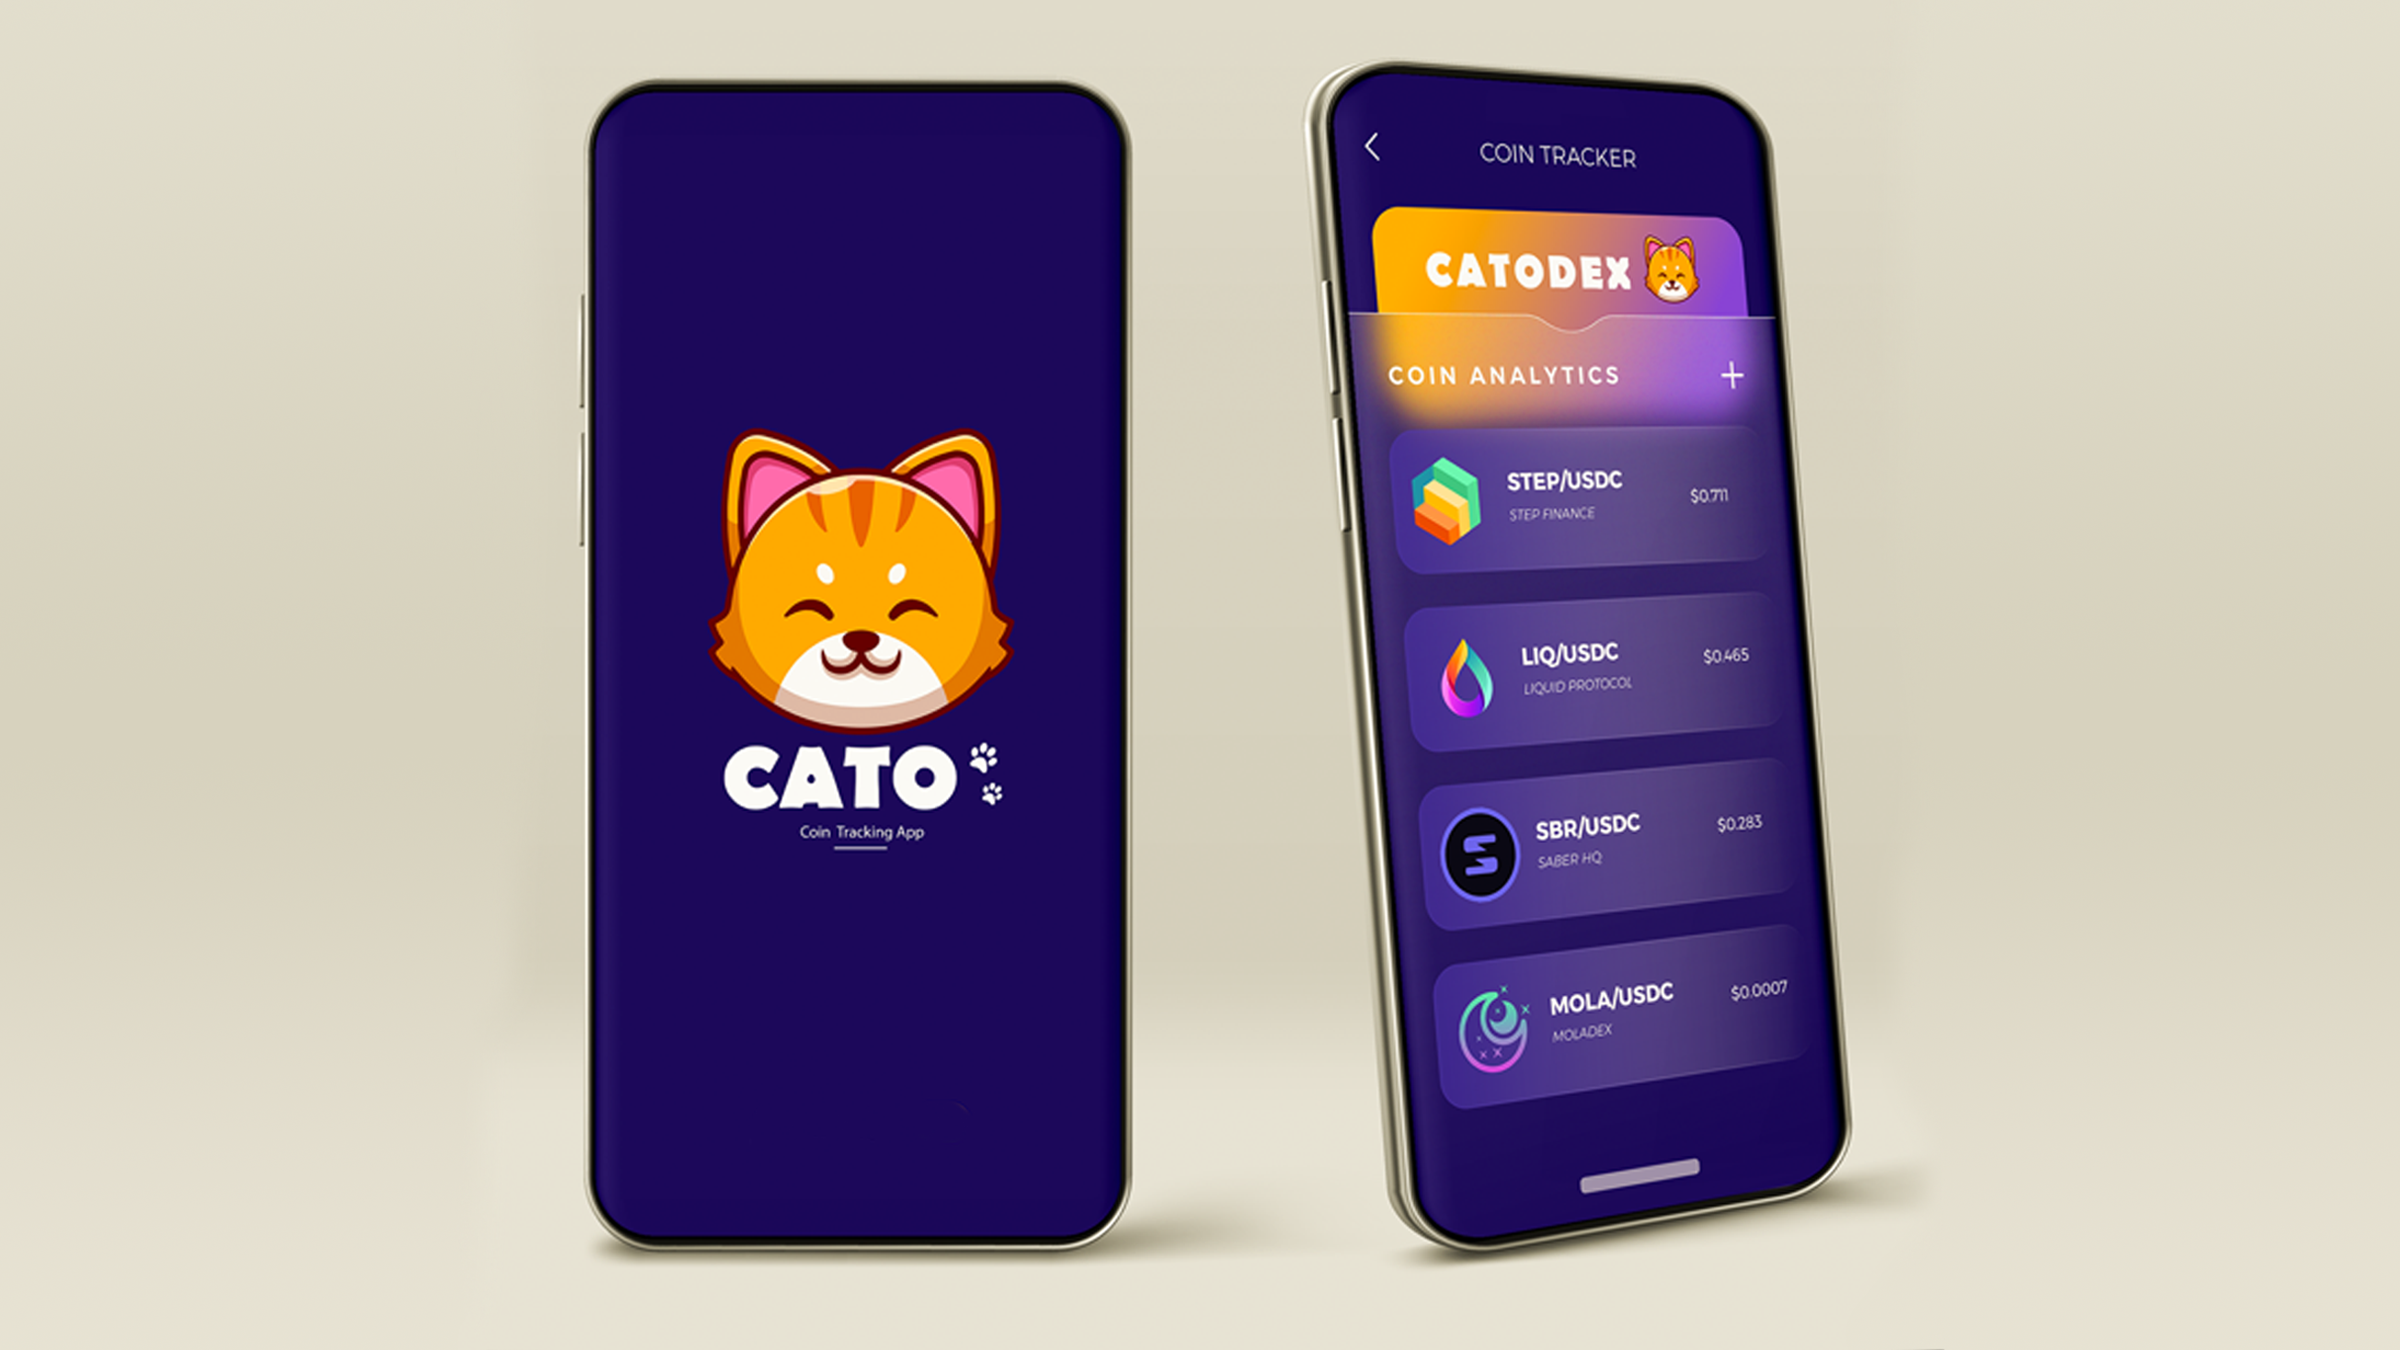 CATO
Coin Tracking App
COIN TRACKER
CATODEX
COIN ANALYTICS
STEP/USDC
$0.711
STEP FINANCE
LIQ/USDC
$0.465
LIQUID PROTOCOL
SBR/USDC
$0.283
SABER HQ
MOLA/USDC
$0.0007
MOLADEX